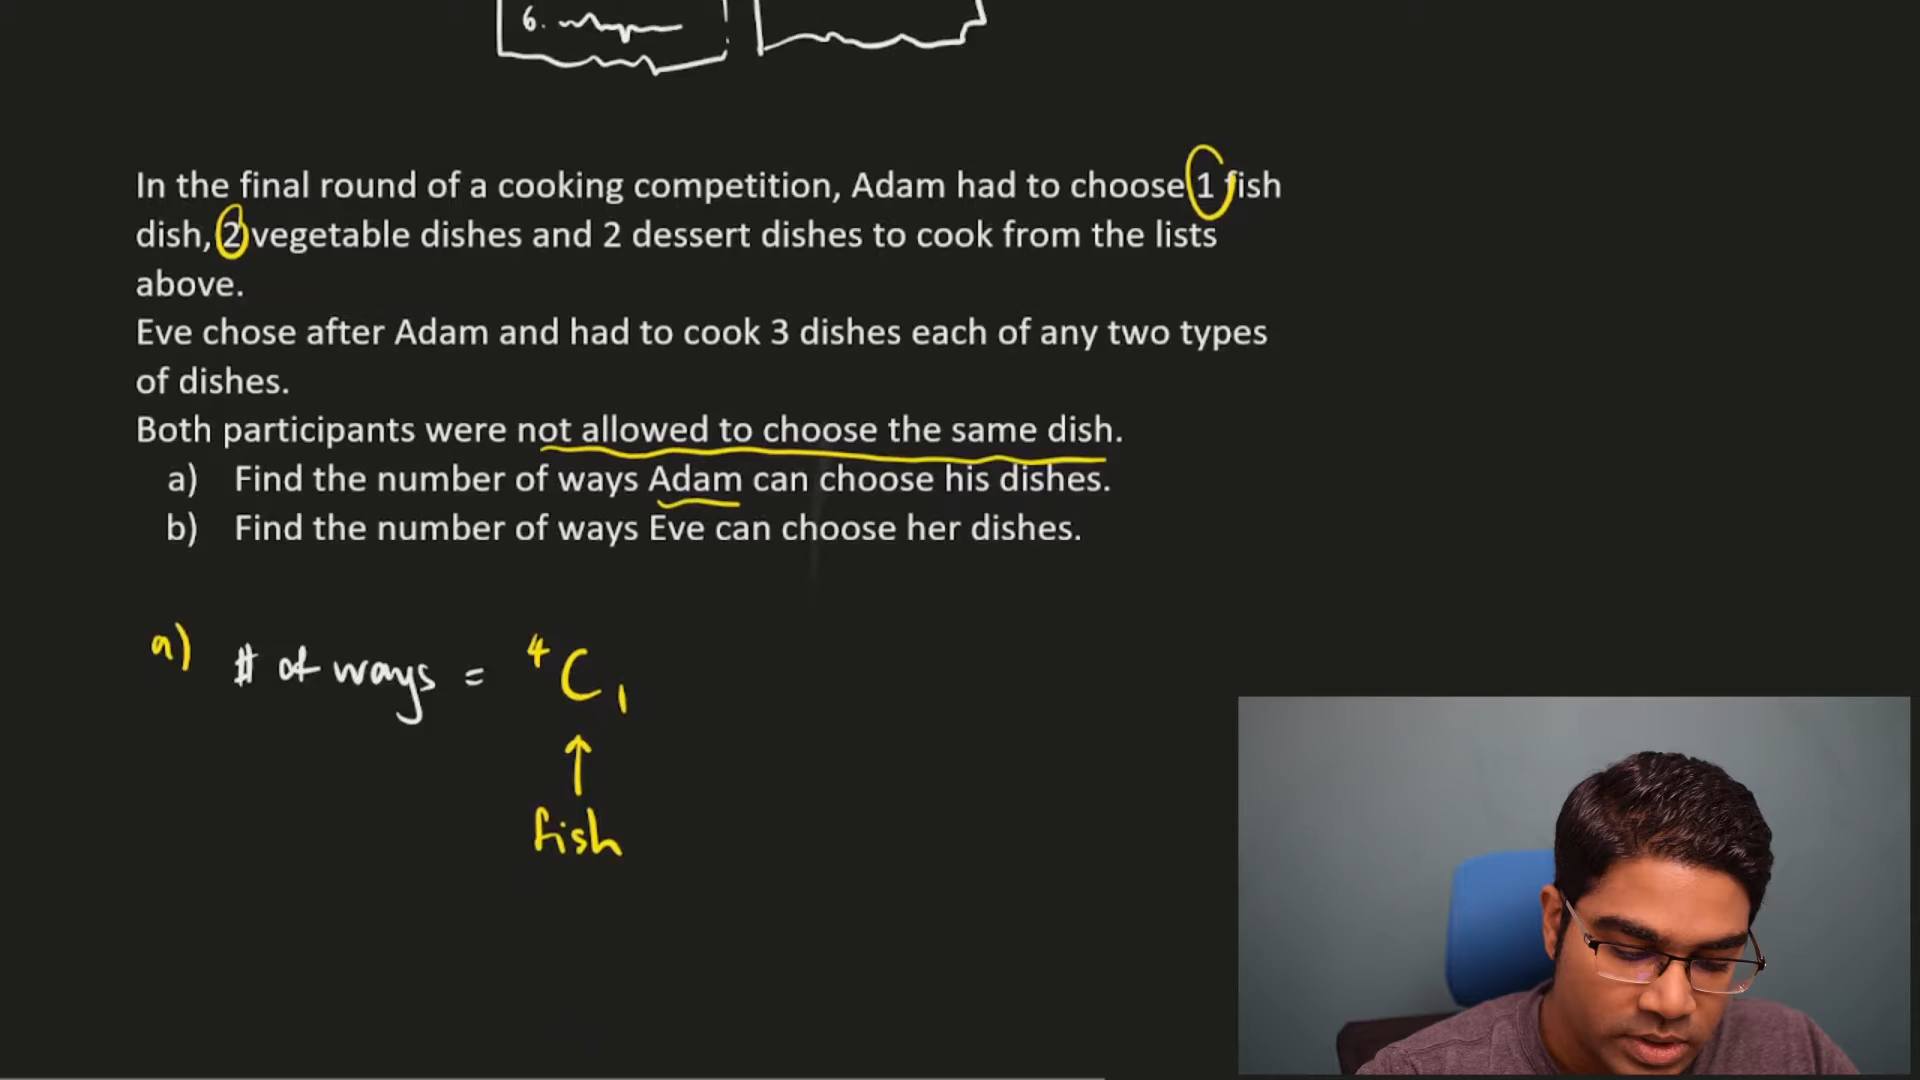 6.
In the final round of a cooking competition, Adam had to choose 1 fish
dish, 2 vegetable dishes and 2 dessert dishes to cook from the lists
above.
Eve chose after Adam and had to cook 3 dishes each of any two types
of dishes.
Both participants were not allowed to choose the same dish.
a) Find the number of ways Adam can choose his dishes.
b) Find the number of ways Eve can choose her dishes.
a) # of ways = ⁴C₁
↑
fish